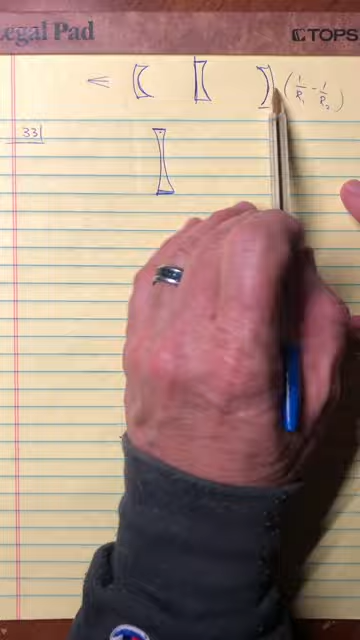 Legal Pad TOPS
< ( 1/R₁ - 1/R₂ )
33